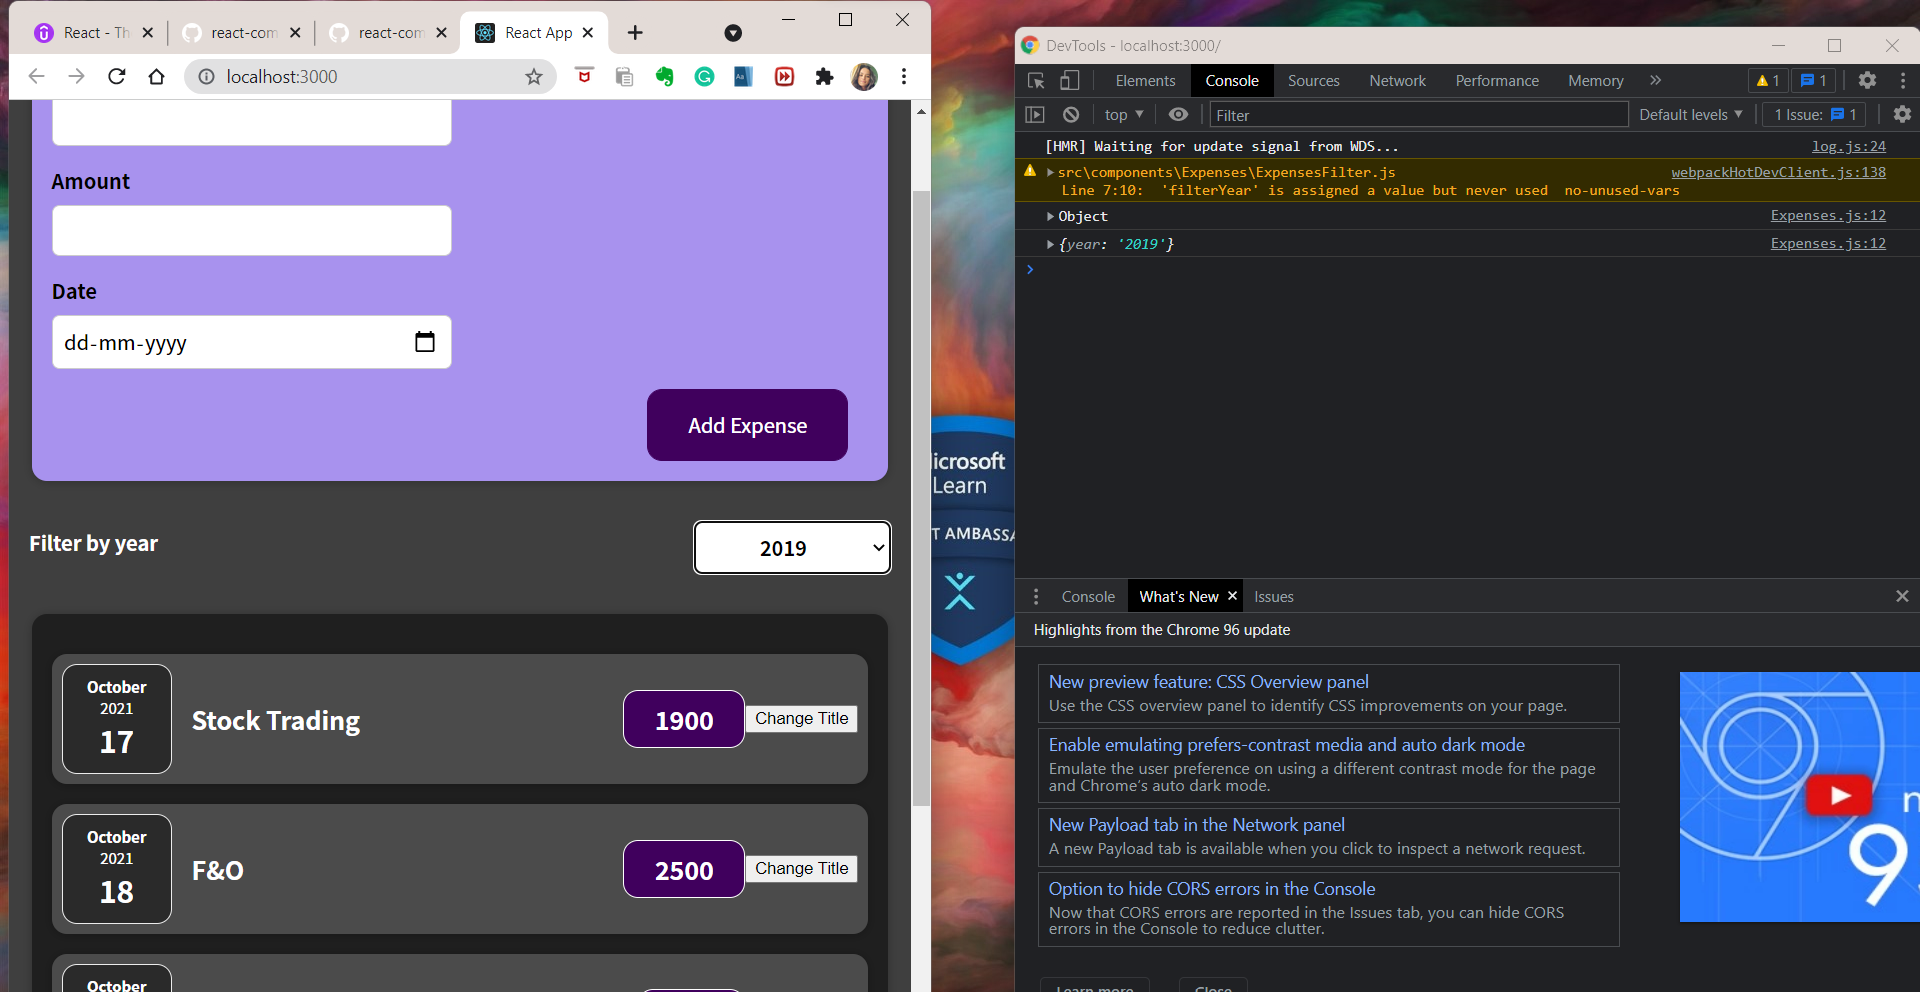 React - Th
react-com
react-com
React App
localhost:3000
Amount
Date
dd-mm-yyyy
Add Expense
Filter by year
2019
October
2021
17
Stock Trading
1900
Change Title
October
2021
18
F&O
2500
Change Title
October
icrosoft
Learn
T AMBASSA
DevTools - localhost:3000/
Elements
Console
Sources
Network
Performance
Memory
1
1
top
Filter
Default levels
1 Issue: 1
[HMR] Waiting for update signal from WDS... log.js:24
src\components\Expenses\ExpensesFilter.js webpackHotDevClient.js:138
Line 7:10: 'filterYear' is assigned a value but never used no-unused-vars
Object Expenses.js:12
{year: '2019'} Expenses.js:12
Console
What's New
Issues
Highlights from the Chrome 96 update
New preview feature: CSS Overview panel
Use the CSS overview panel to identify CSS improvements on your page.
Enable emulating prefers-contrast media and auto dark mode
Emulate the user preference on using a different contrast mode for the page
and Chrome's auto dark mode.
New Payload tab in the Network panel
A new Payload tab is available when you click to inspect a network request.
Option to hide CORS errors in the Console
Now that CORS errors are reported in the Issues tab, you can hide CORS
errors in the Console to reduce clutter.
Learn more
Close
n
9